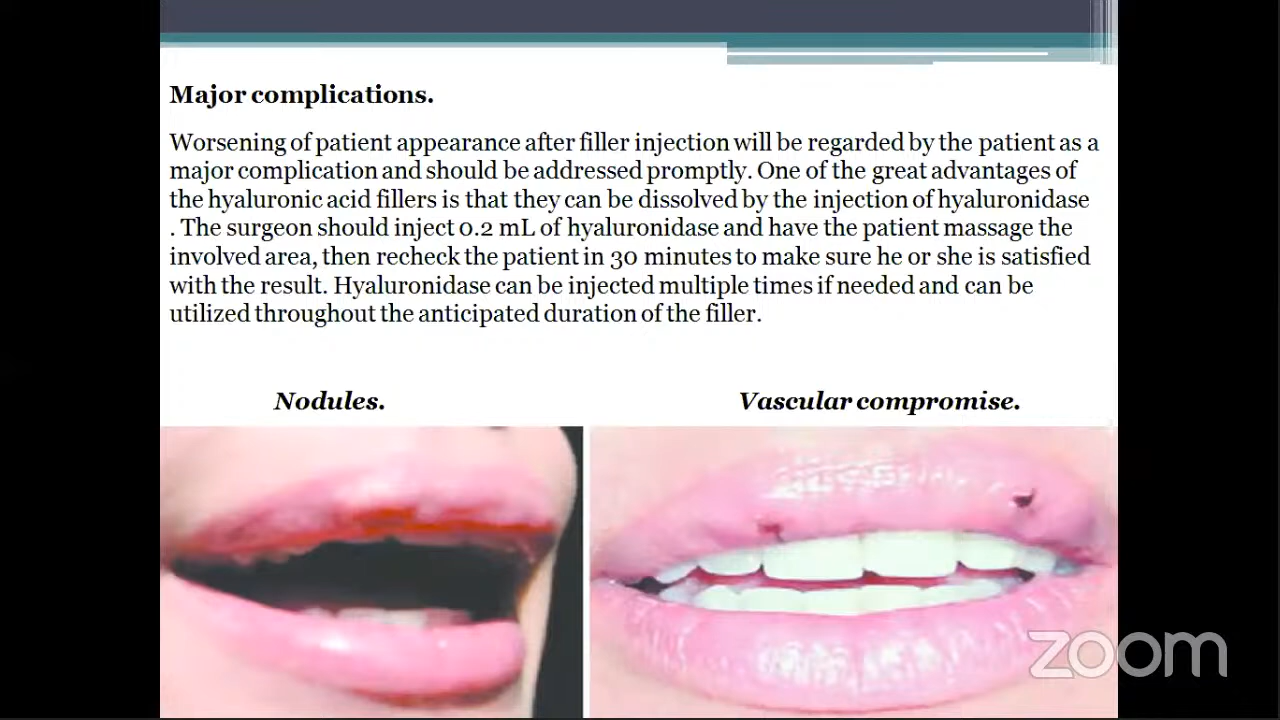 Major complications.
Worsening of patient appearance after filler injection will be regarded by the patient as a
major complication and should be addressed promptly. One of the great advantages of
the hyaluronic acid fillers is that they can be dissolved by the injection of hyaluronidase
. The surgeon should inject 0.2 mL of hyaluronidase and have the patient massage the
involved area, then recheck the patient in 30 minutes to make sure he or she is satisfied
with the result. Hyaluronidase can be injected multiple times if needed and can be
utilized throughout the anticipated duration of the filler.
Nodules.
Vascular compromise.
zoom